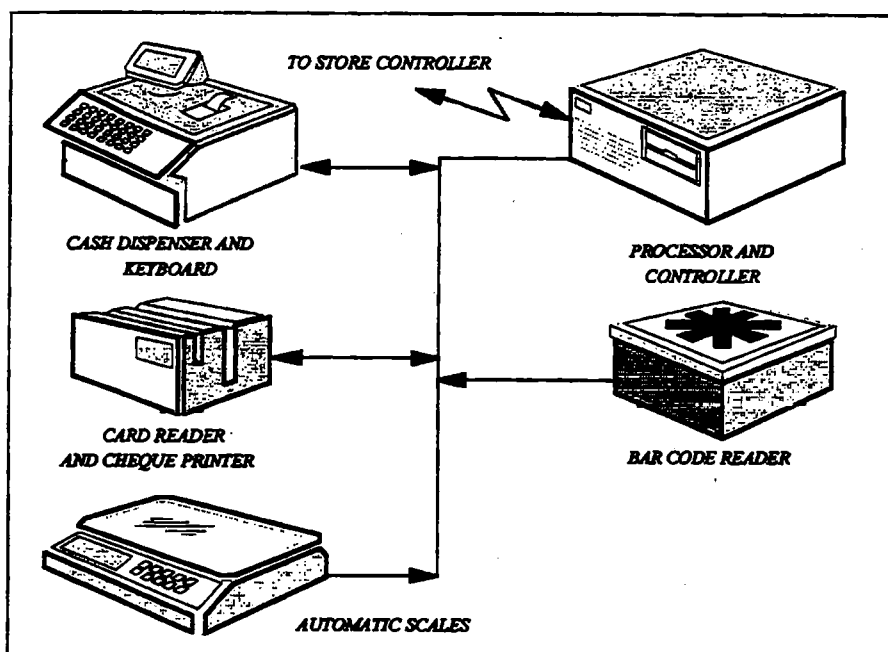 TO STORE CONTROLLER
CASH DISPENSER AND
KEYBOARD
PROCESSOR AND
CONTROLLER
CARD READER
AND CHEQUE PRINTER
BAR CODE READER
AUTOMATIC SCALES